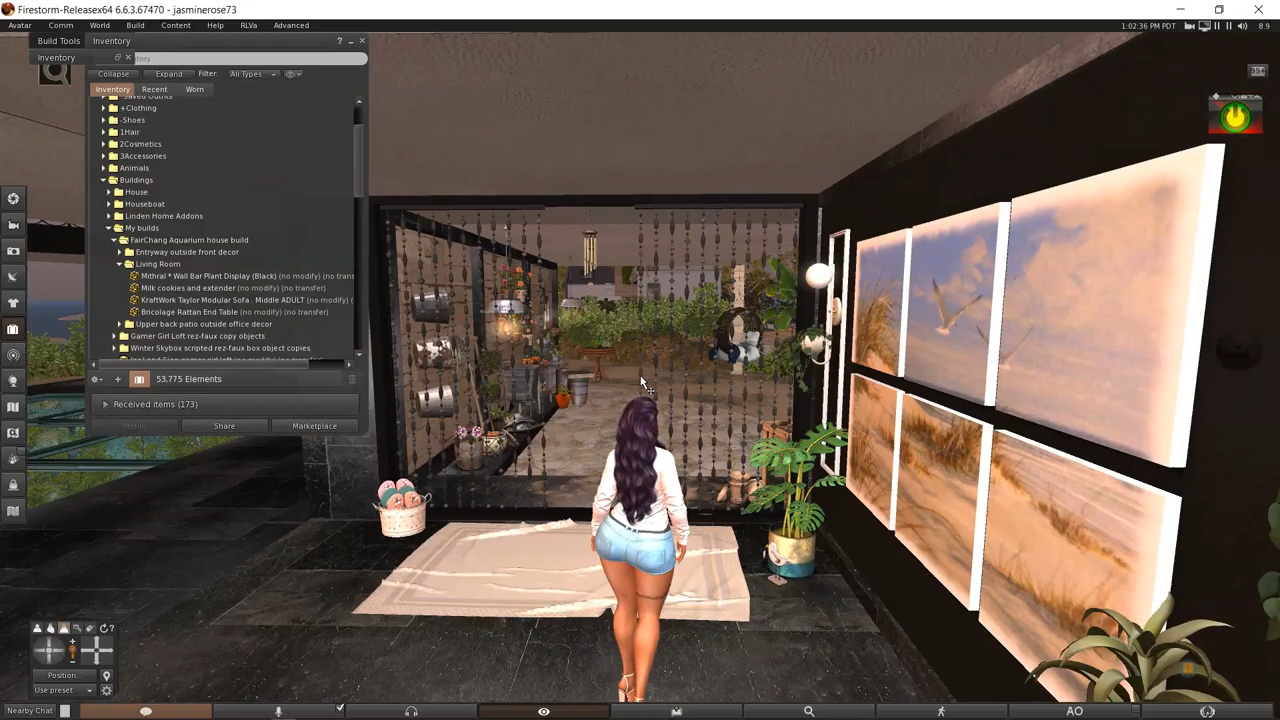 Firestorm-Releasex64 6.6.3.67470 - jasminerose73
Avatar Comm World Build Content Help RLVa Advanced
1:02:36 PM PDT
8.9
Build Tools
Inventory
Inventory
Collapse
Expand
Filter
All Types
Inventory
Recent
Worn
+Clothing
-Shoes
1Hair
2Cosmetics
3Accessories
Animals
Buildings
House
Houseboat
Linden Home Addons
My builds
FairChang Aquarium house build
Entryway outside front decor
Living Room
Mithral * Wall Bar Plant Display (Black) (no modify) (no trans
Milk cookies and extender (no modify) (no transfer)
KraftWork Taylor Modular Sofa . Middle ADULT (no modify) (
Bricolage Rattan End Table (no modify) (no transfer)
Upper back patio outside office decor
Gamer Girl Loft rez-faux copy objects
Winter Skybox scripted rez-faux box object copies
53,775 Elements
Received items (173)
Profile
Share
Marketplace
99+
Position...
Use preset
Nearby Chat
AO